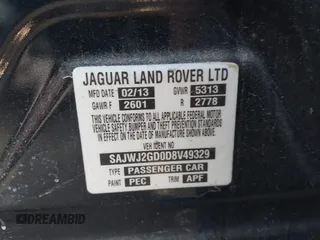 JAGUAR LAND ROVER LTD
MFD DATE 02/13 GVWR 5313
GAWR F 2601 R 2778
THIS VEHICLE CONFORMS TO ALL
APPLICABLE FEDERAL MOTOR
VEHICLE SAFETY, BUMPER AND
THEFT PREVENTION STANDARDS
IN EFFECT ON THE DATE OF
MANUFACTURE SHOWN ABOVE
VEH IDENT NO
SAJWJ2GD0D8V49329
TYPE PASSENGER CAR
PAINT PEC TRIM APF
DREAMBID